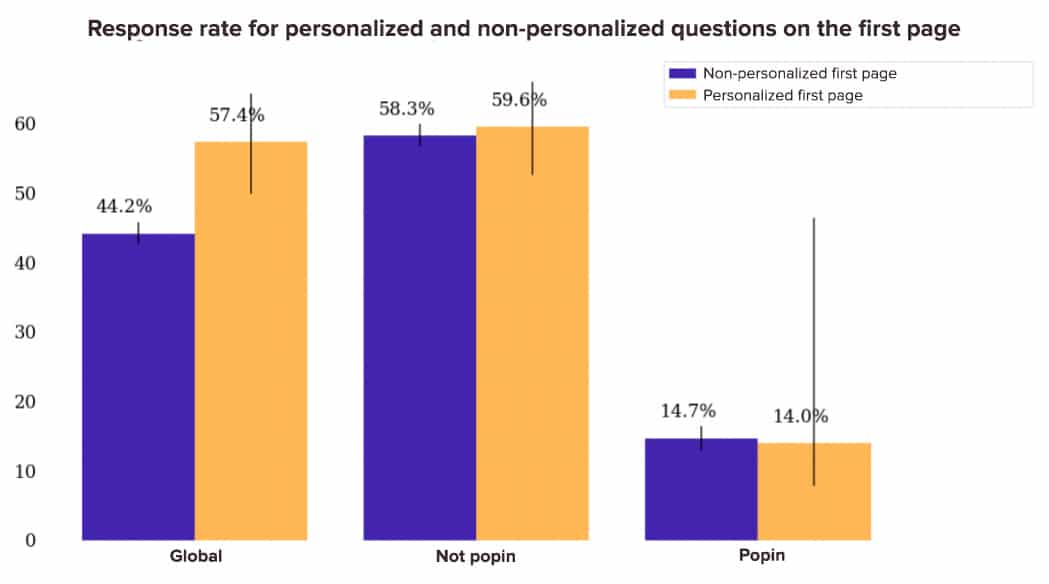 Response rate for personalized and non-personalized questions on the first page
Non-personalized first page
Personalized first page
60
50
40
30
20
10
0
44.2%
57.4%
58.3%
59.6%
14.7%
14.0%
Global
Not popin
Popin